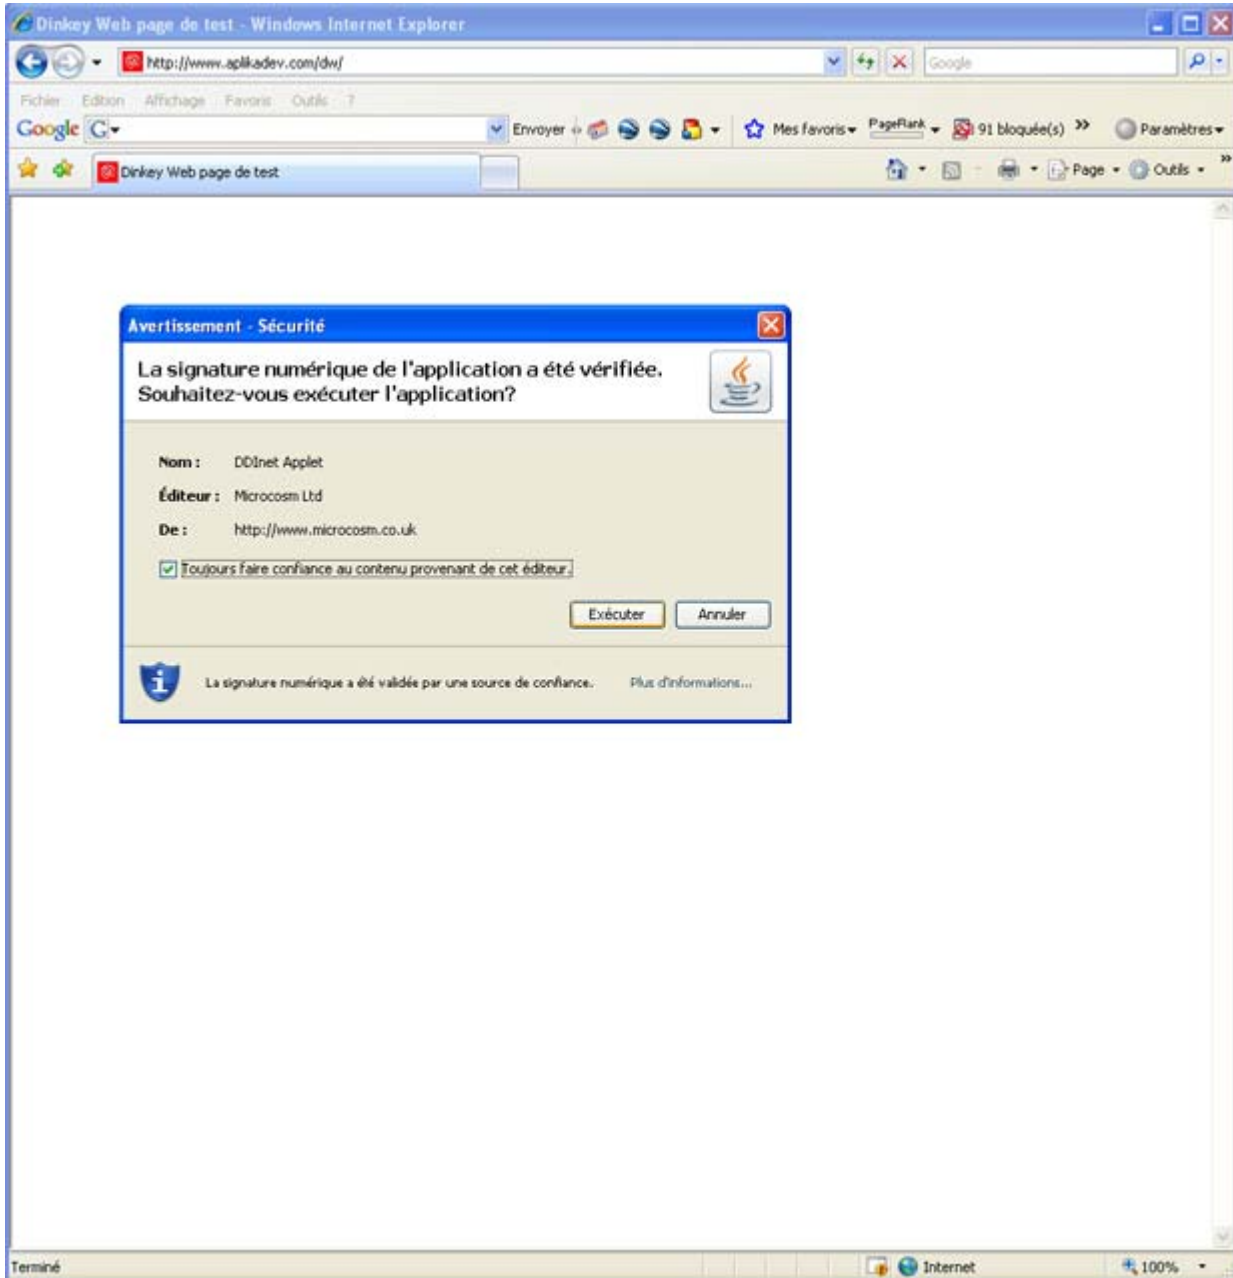 Dinkey Web page de test - Windows Internet Explorer
http://www.aplikadev.com/dw/
Google
Fichier Edition Affichage Favoris Outils ?
Google G Envoyer Mes favoris PageRank 91 bloquée(s) Paramètres
Dinkey Web page de test Page Outils
Avertissement - Sécurité
La signature numérique de l'application a été vérifiée.
Souhaitez-vous exécuter l'application?
Nom : DDInet Applet
Éditeur : Microcosm Ltd
De : http://www.microcosm.co.uk
Toujours faire confiance au contenu provenant de cet éditeur.
Exécuter Annuler
La signature numérique a été validée par une source de confiance. Plus d'informations...
Terminé Internet 100%